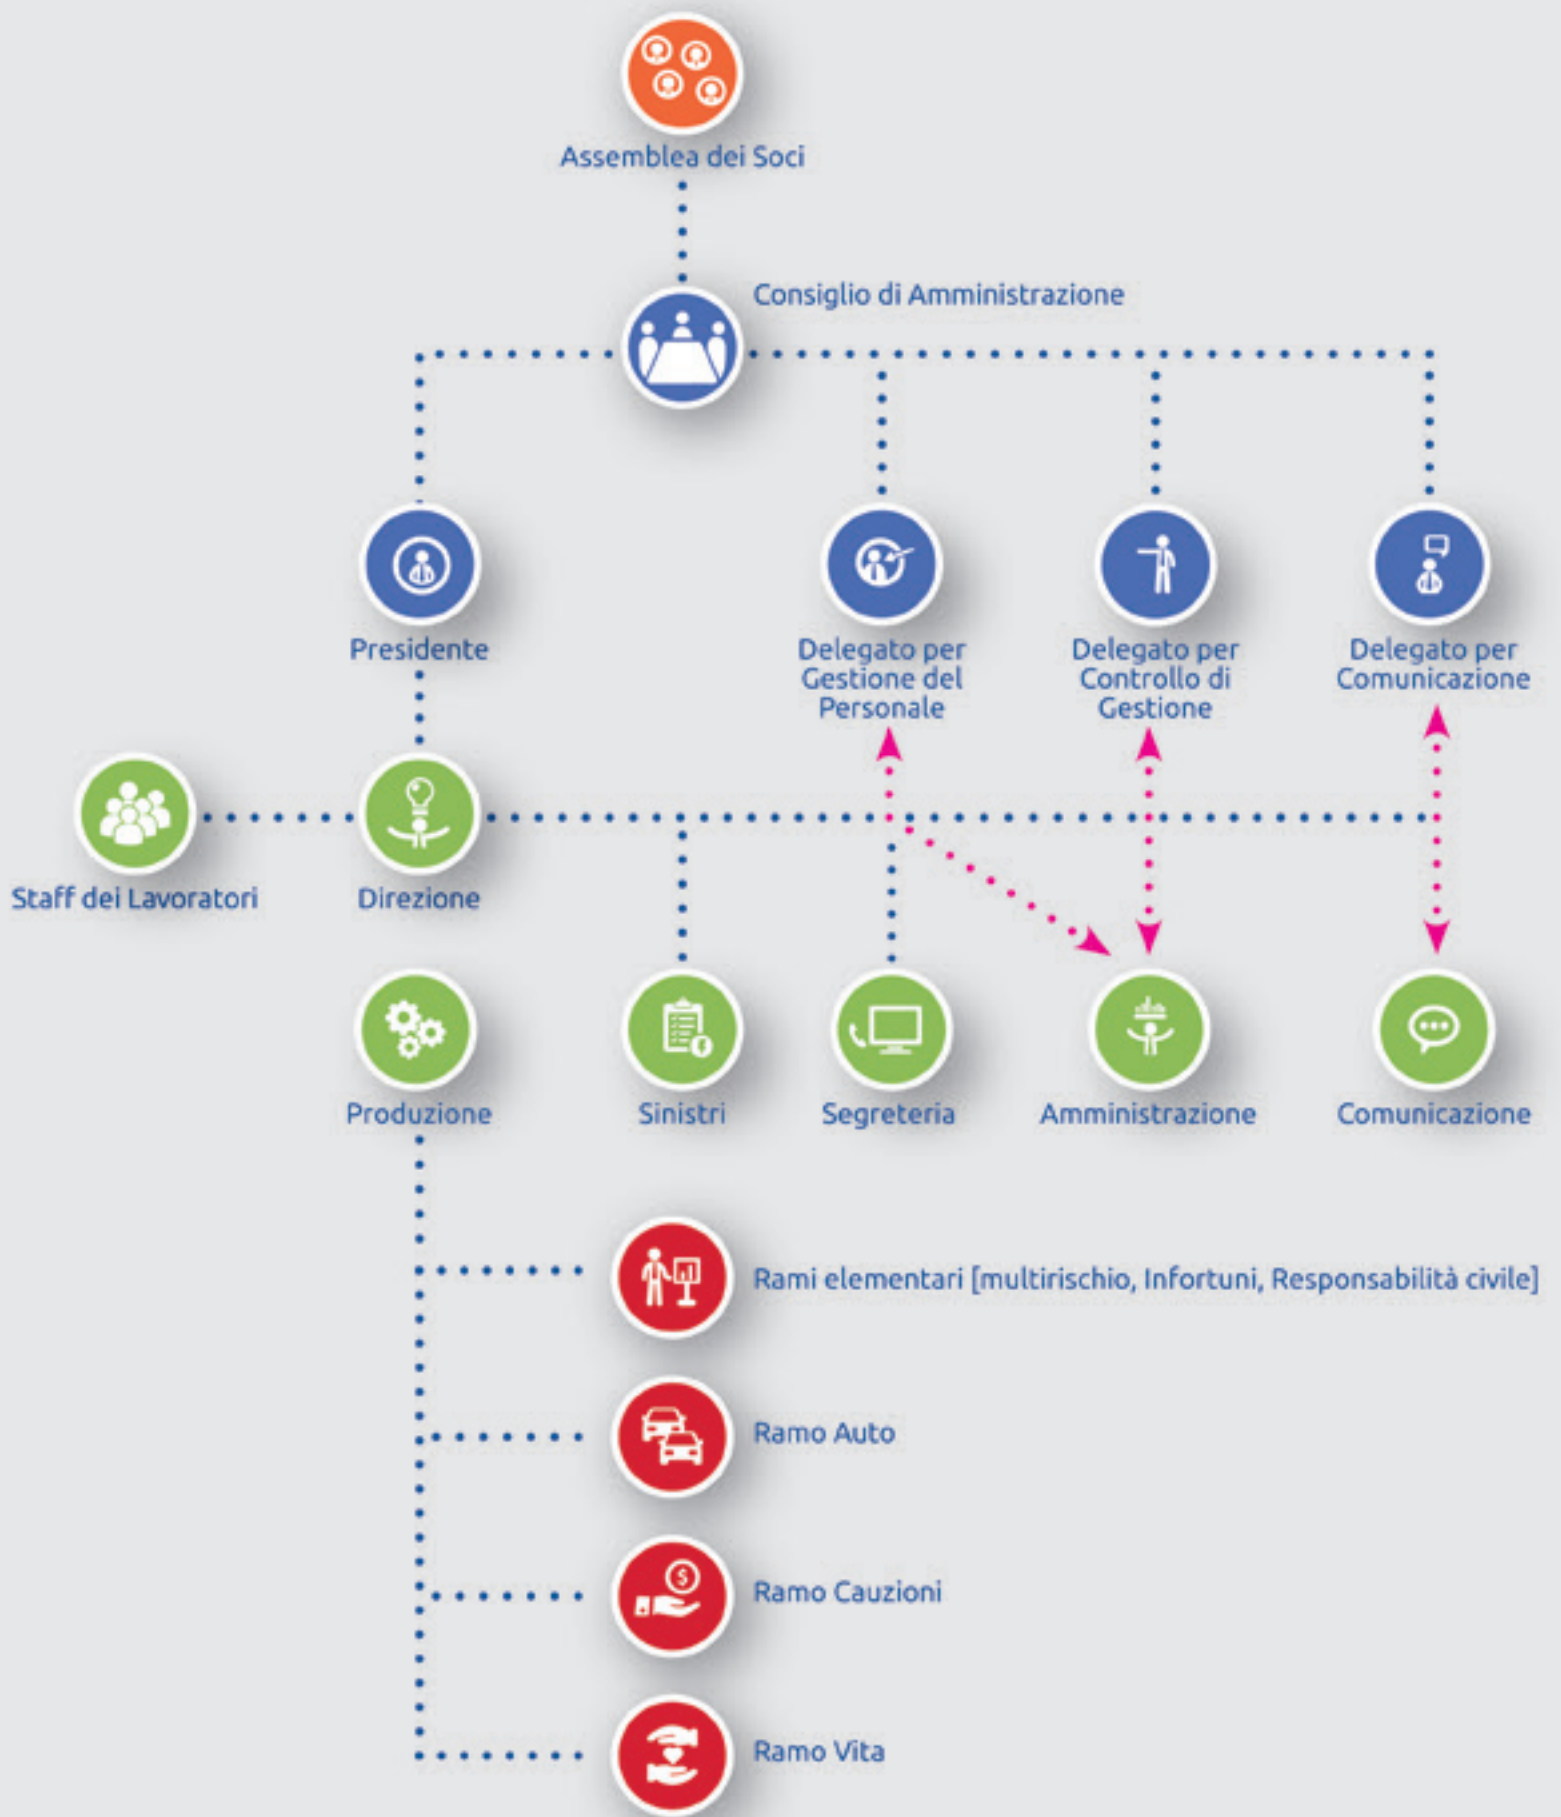 Assemblea dei Soci
Consiglio di Amministrazione
Presidente
Delegato per
Gestione del
Personale
Delegato per
Controllo di
Gestione
Delegato per
Comunicazione
Staff dei Lavoratori
Direzione
Produzione
Sinistri
Segreteria
Amministrazione
Comunicazione
Rami elementari [multirischio, Infortuni, Responsabilità civile]
Ramo Auto
Ramo Cauzioni
$
Ramo Vita